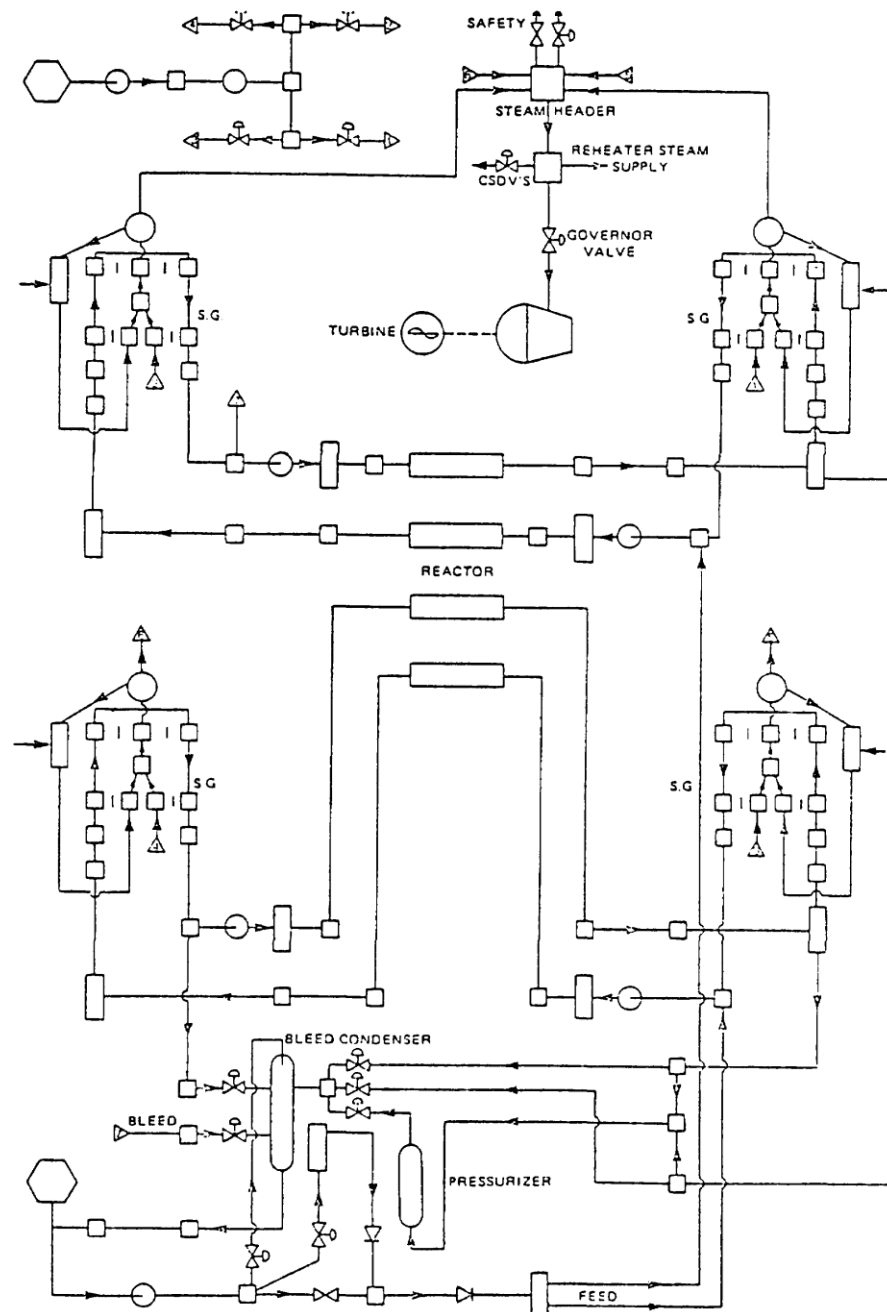 SAFETY
STEAM HEADER
REHEATER STEAM
SUPPLY
CSDV'S
GOVERNOR
VALVE
S.G.
S.G
TURBINE
REACTOR
S.G
S.G
BLEED CONDENSER
BLEED
PRESSURIZER
FEED